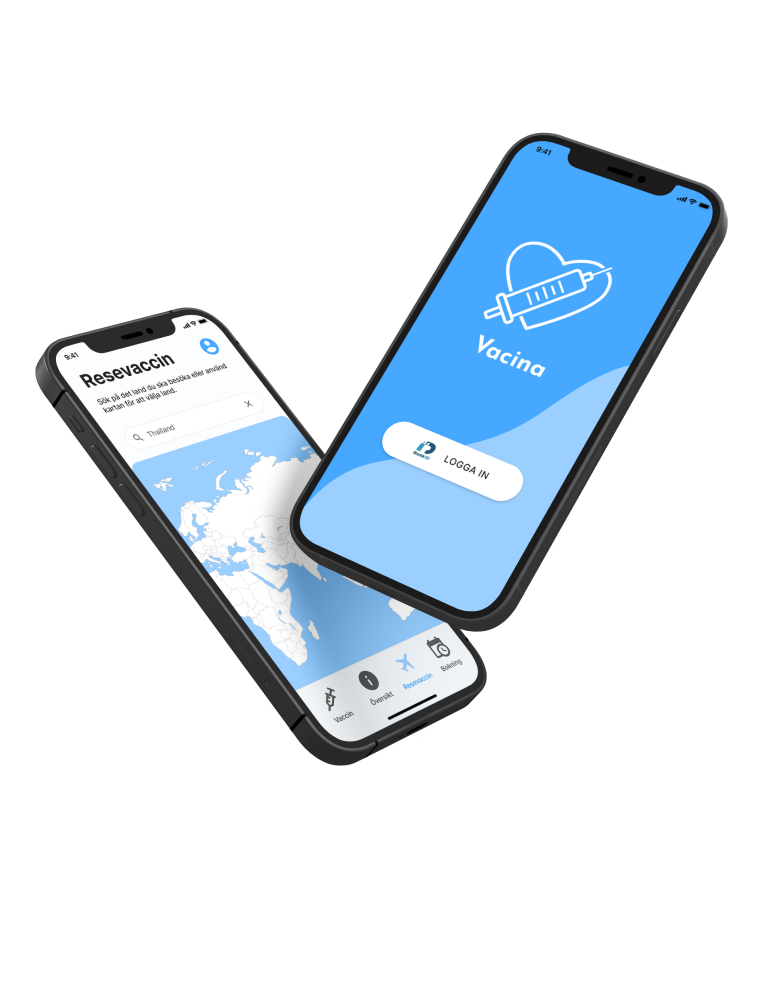 9:41
Vacina
BankID
LOGGA IN
9:41
Resevaccin
Sök på det land du ska besöka eller använd
kartan för att välja land.
Thailand
Vaccin
Översikt
Resevaccin
Bokning